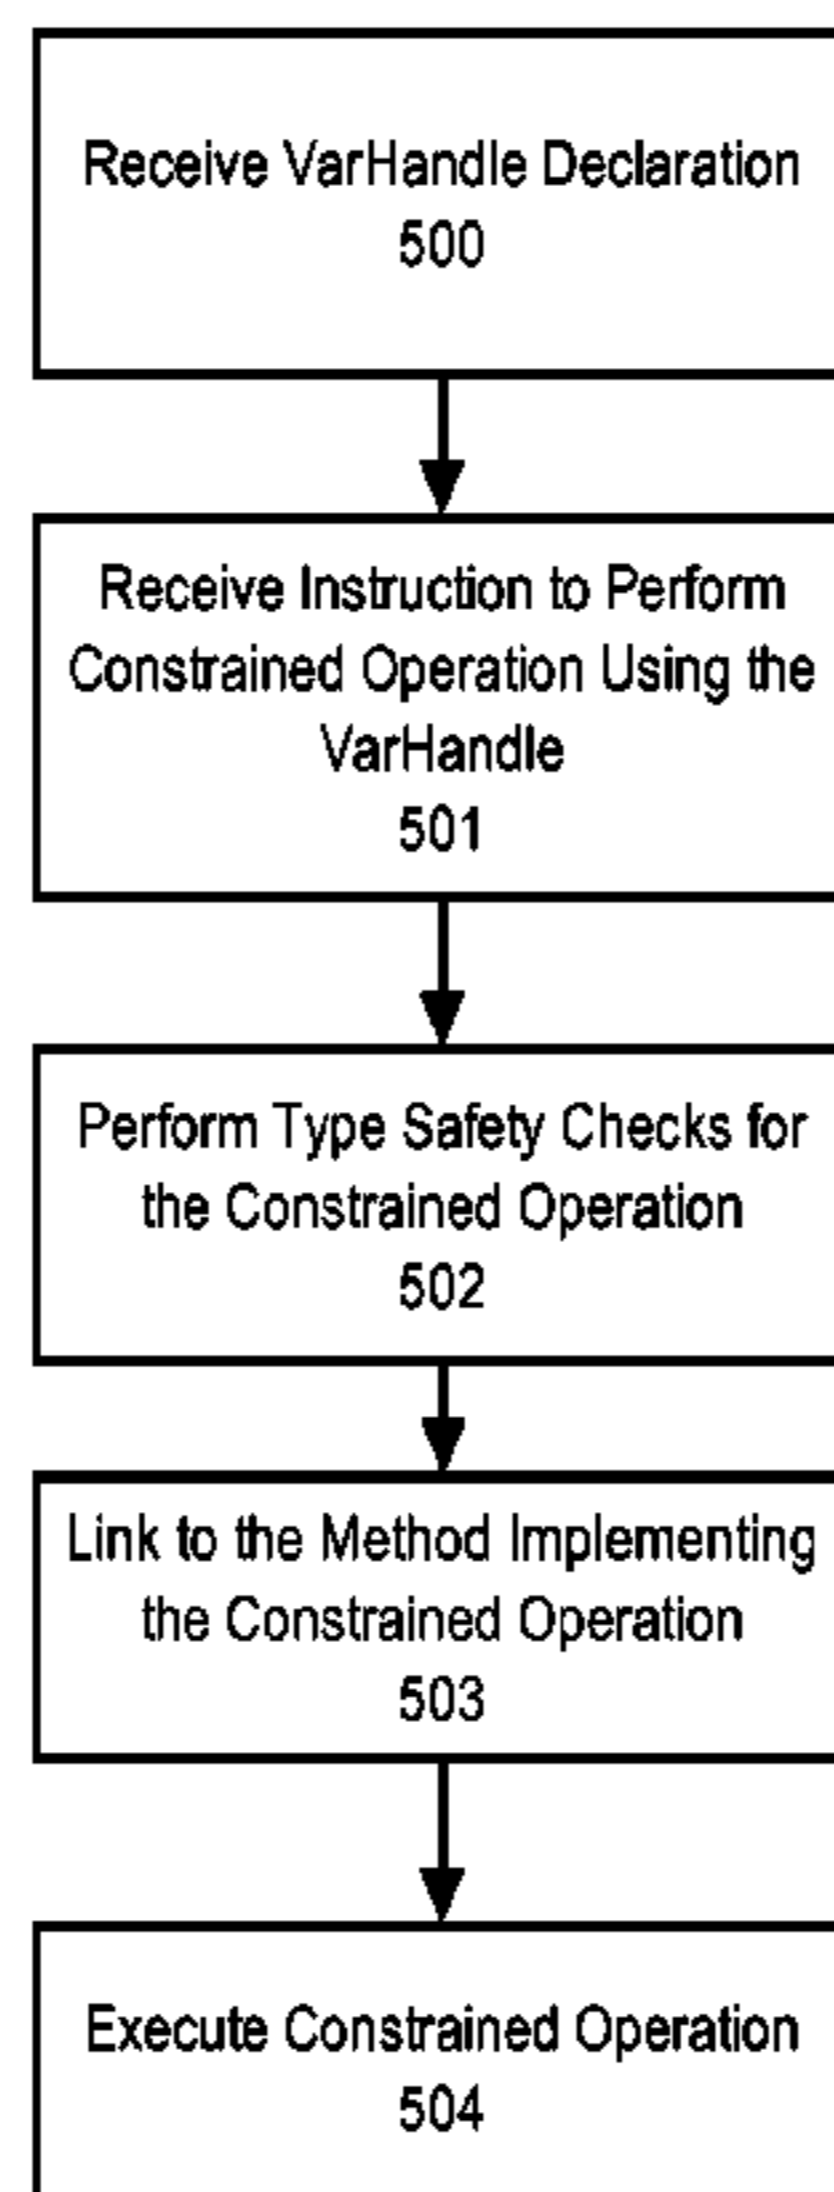 Receive VarHandle Declaration
500
Receive Instruction to Perform
Constrained Operation Using the
VarHandle
501
Perform Type Safety Checks for
the Constrained Operation
502
Link to the Method Implementing
the Constrained Operation
503
Execute Constrained Operation
504